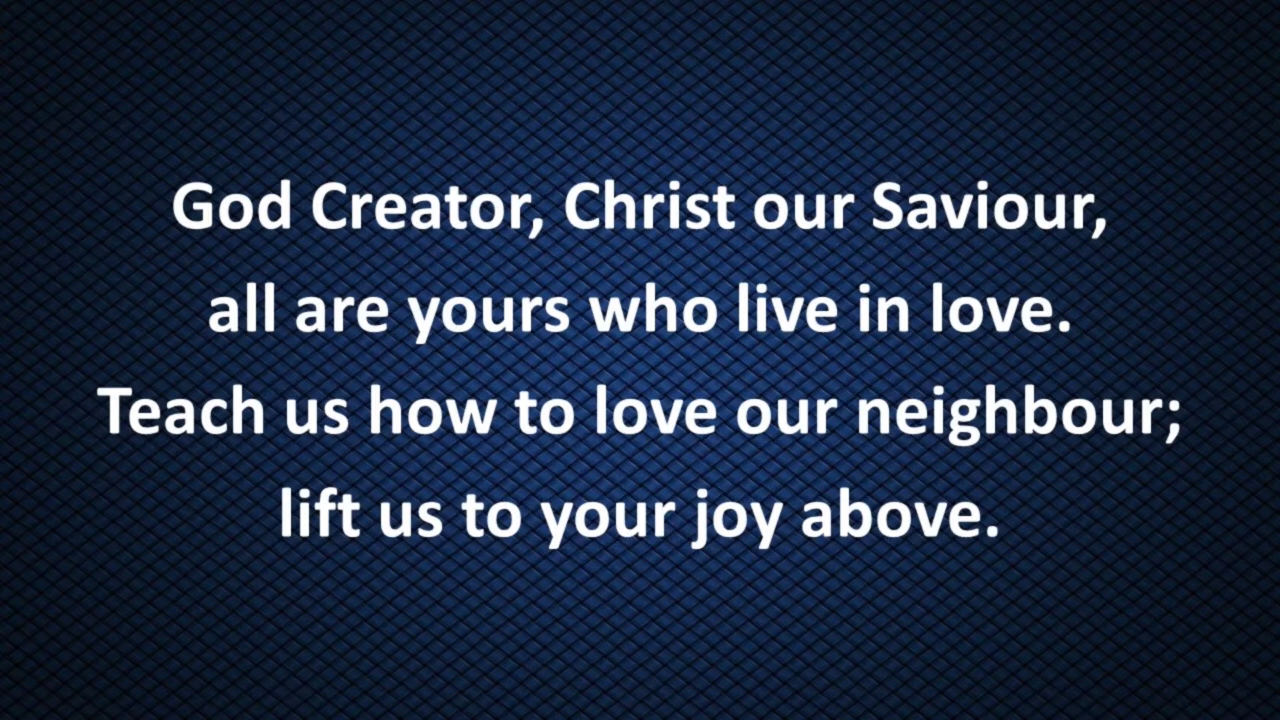 God Creator, Christ our Saviour,
all are yours who live in love.
Teach us how to love our neighbour;
lift us to your joy above.